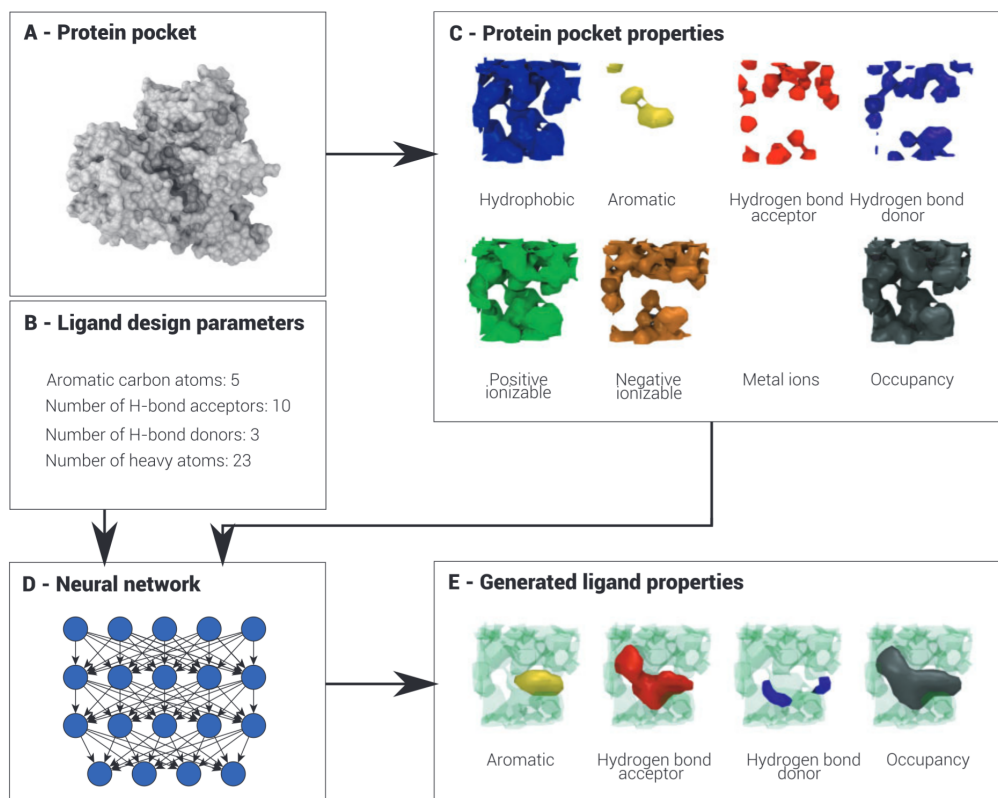 A - Protein pocket
B - Ligand design parameters
Aromatic carbon atoms: 5
Number of H-bond acceptors: 10
Number of H-bond donors: 3
Number of heavy atoms: 23
C - Protein pocket properties
Hydrophobic
Aromatic
Hydrogen bond
acceptor
Hydrogen bond
donor
Positive
ionizable
Negative
ionizable
Metal ions
Occupancy
D - Neural network
E - Generated ligand properties
Aromatic
Hydrogen bond
acceptor
Hydrogen bond
donor
Occupancy